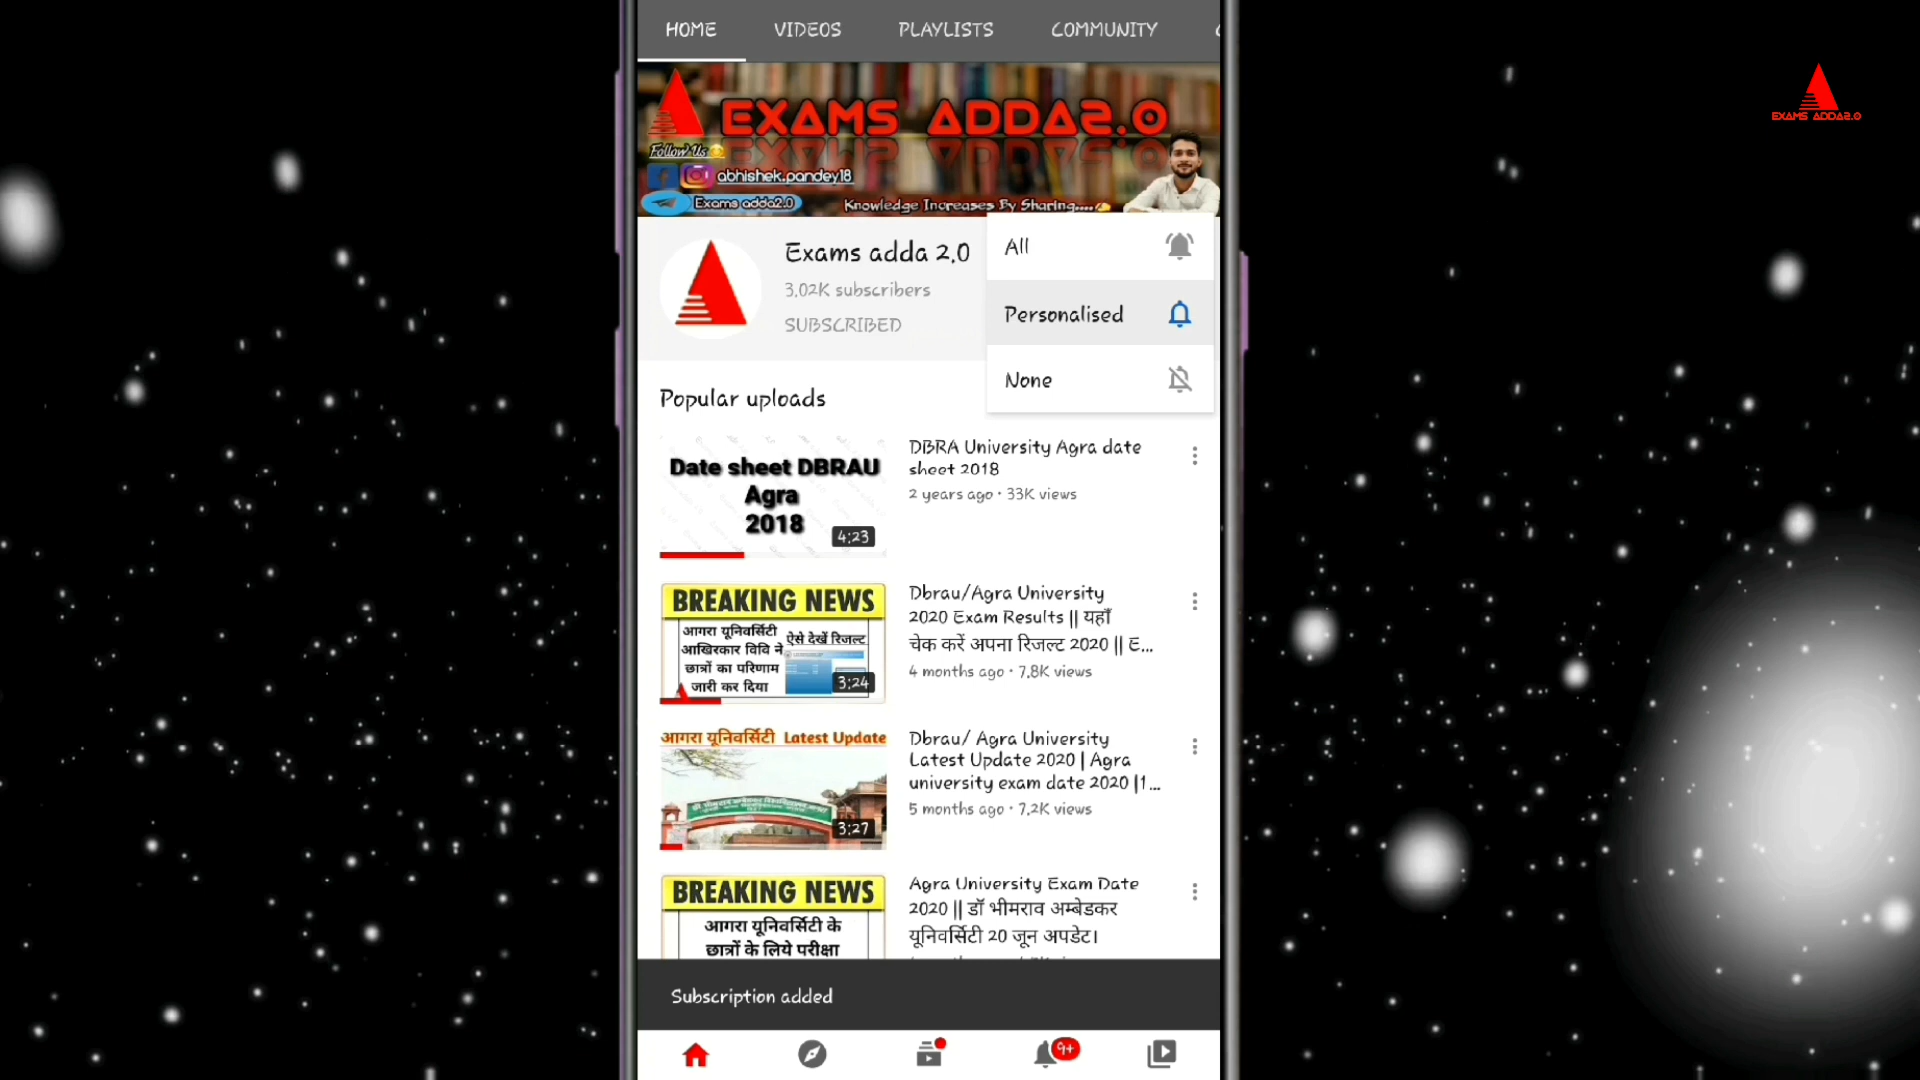 HOME VIDEOS PLAYLISTS COMMUNITY
EXAMS ADDA2.0
EXAMS ADDA2.0
Follow Us
abhishek.pandey18
Exams adda2.0
Knowledge Increases By Sharing....
Exams adda 2.0
3.02K subscribers
SUBSCRIBED
All
Personalised
None
Popular uploads
Date sheet DBRAU
Agra
2018
4:23
DBRA University Agra date
sheet 2018
2 years ago · 33K views
BREAKING NEWS
आगरा यूनिवर्सिटी
आखिरकार विवि ने
छात्रों का परिणाम
जारी कर दिया
ऐसे देखें रिजल्ट
3:24
Dbrau/Agra University
2020 Exam Results || यहाँ
चेक करें अपना रिजल्ट 2020 || E...
4 months ago · 7.8K views
आगरा यूनिवर्सिटी Latest Update
3:27
Dbrau/ Agra University
Latest Update 2020 | Agra
university exam date 2020 |1...
5 months ago · 7.2K views
BREAKING NEWS
आगरा यूनिवर्सिटी के
छात्रों के लिये परीक्षा
Agra University Exam Date
2020 || डॉ भीमराव अम्बेडकर
यूनिवर्सिटी 20 जून अपडेट।
Subscription added
9+